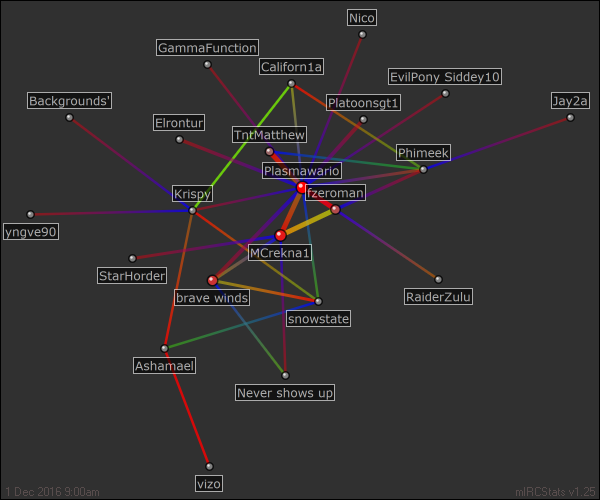 Nico
GammaFunction
Californ1a
EvilPony Siddey10
Backgrounds'
Platoonsgt1
Jay2a
Elrontur
TntMatthew
Phimeek
Plasmawario
Krispy
fzeroman
yngve90
MCrekna1
StarHorder
brave winds
RaiderZulu
snowstate
Ashamael
Never shows up
vizo
1 Dec 2016 9:00am
mIRCStats v1.25